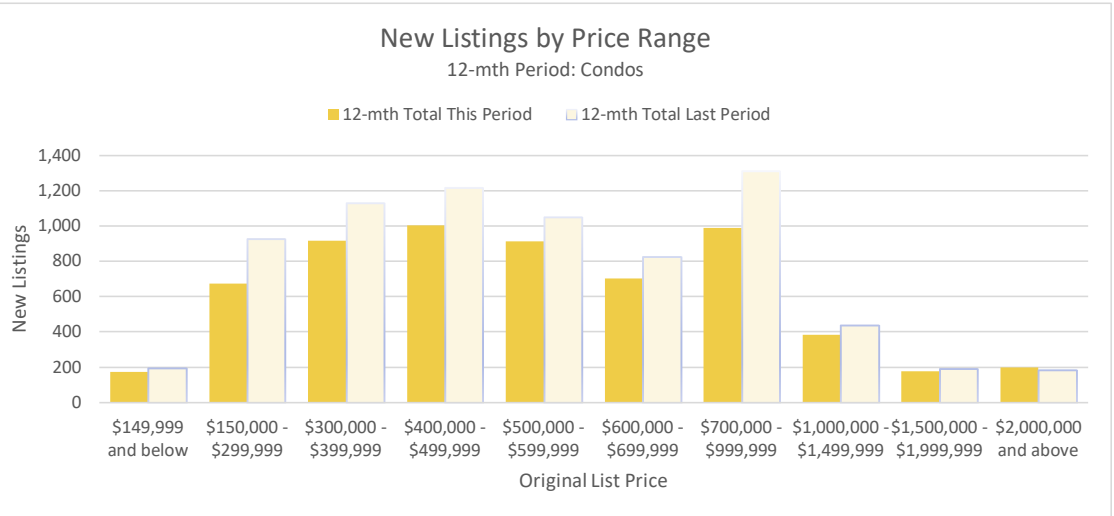 New Listings by Price Range
12-mth Period: Condos
12-mth Total This Period 12-mth Total Last Period
1,400
1,200
1,000
800
600
400
200
0
New Listings
$149,999 $150,000 - $300,000 - $400,000 - $500,000 - $600,000 - $700,000 - $1,000,000 - $1,500,000 - $2,000,000
and below $299,999 $399,999 $499,999 $599,999 $699,999 $999,999 $1,499,999 $1,999,999 and above
Original List Price